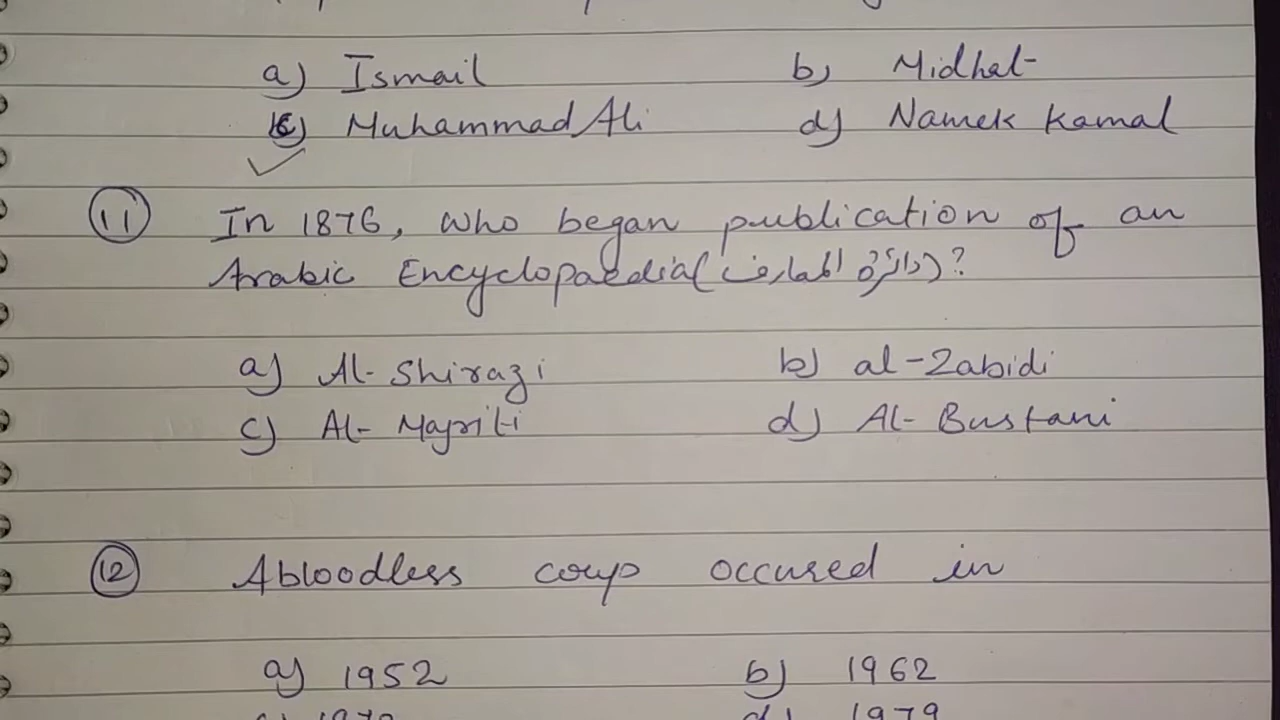 a) Ismail b) Midhat
c) Muhammad Ali d) Namek Kamal
11 In 1876, who began publication of an
Arabic Encyclopaedia (دائرة المعارف)?
a) Al-Shirazi b) al-Zabidi
c) Al-Majriti d) Al-Bustani
12 A bloodless coup occured in
a) 1952 b) 1962
d) 1979